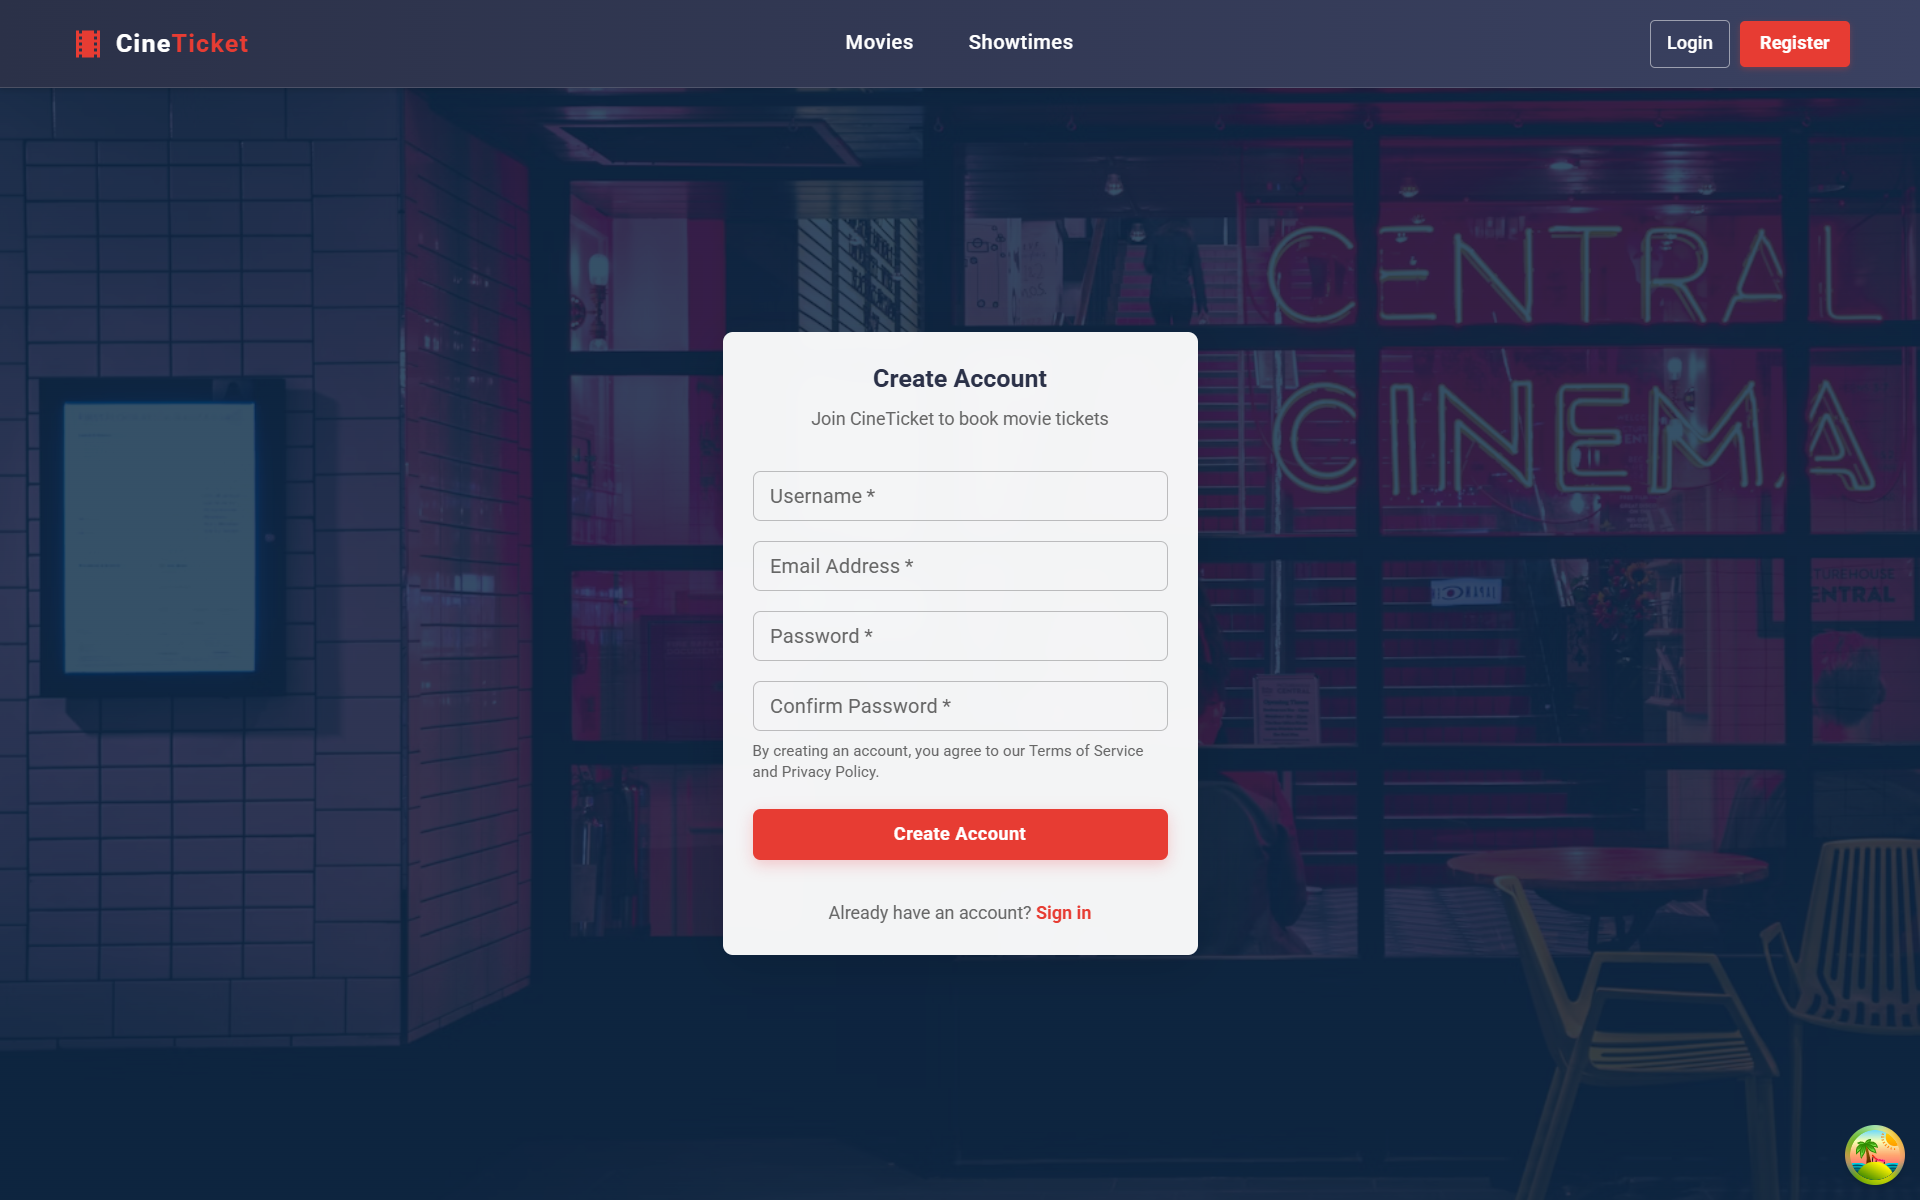 CineTicket
Movies
Showtimes
Login
Register
CENTRAL
CINEMA
Create Account
Join CineTicket to book movie tickets
Username *
Email Address *
Password *
Confirm Password *
By creating an account, you agree to our Terms of Service
and Privacy Policy.
Create Account
Already have an account? Sign in